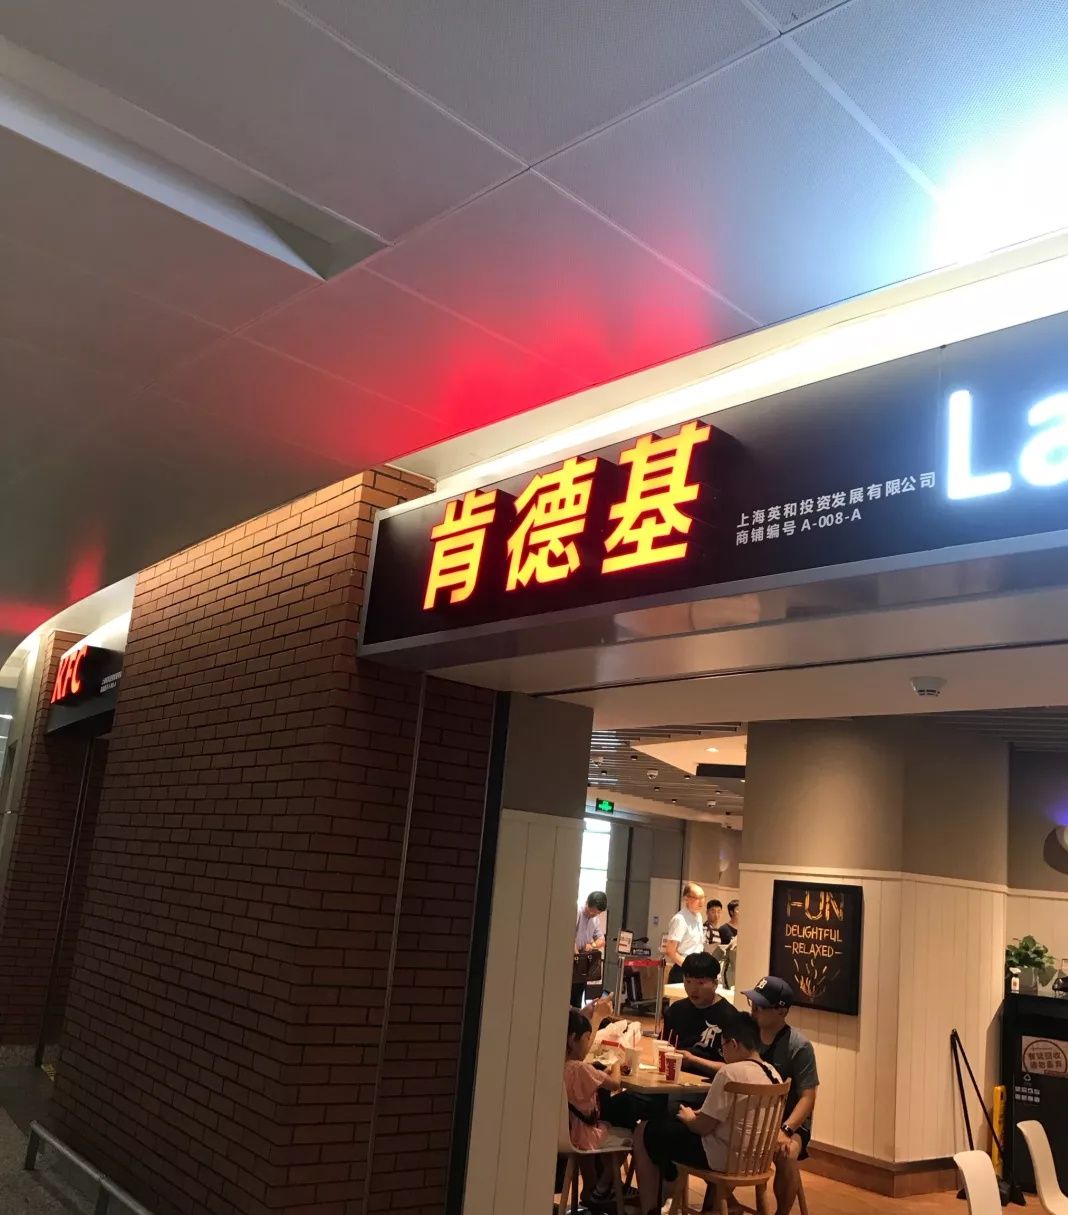 肯德基
上海英和投资发展有限公司
商铺编号 A-008-A
La
KFC
FUN
DELIGHTFUL
-RELAXED-